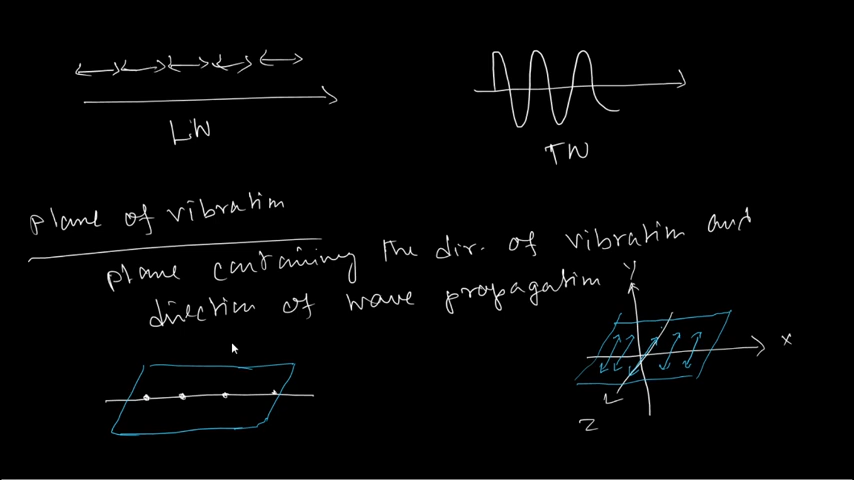 LW
TW
plane of vibration
plane containing the dir. of vibration and
direction of wave propagation
Y
X
Z